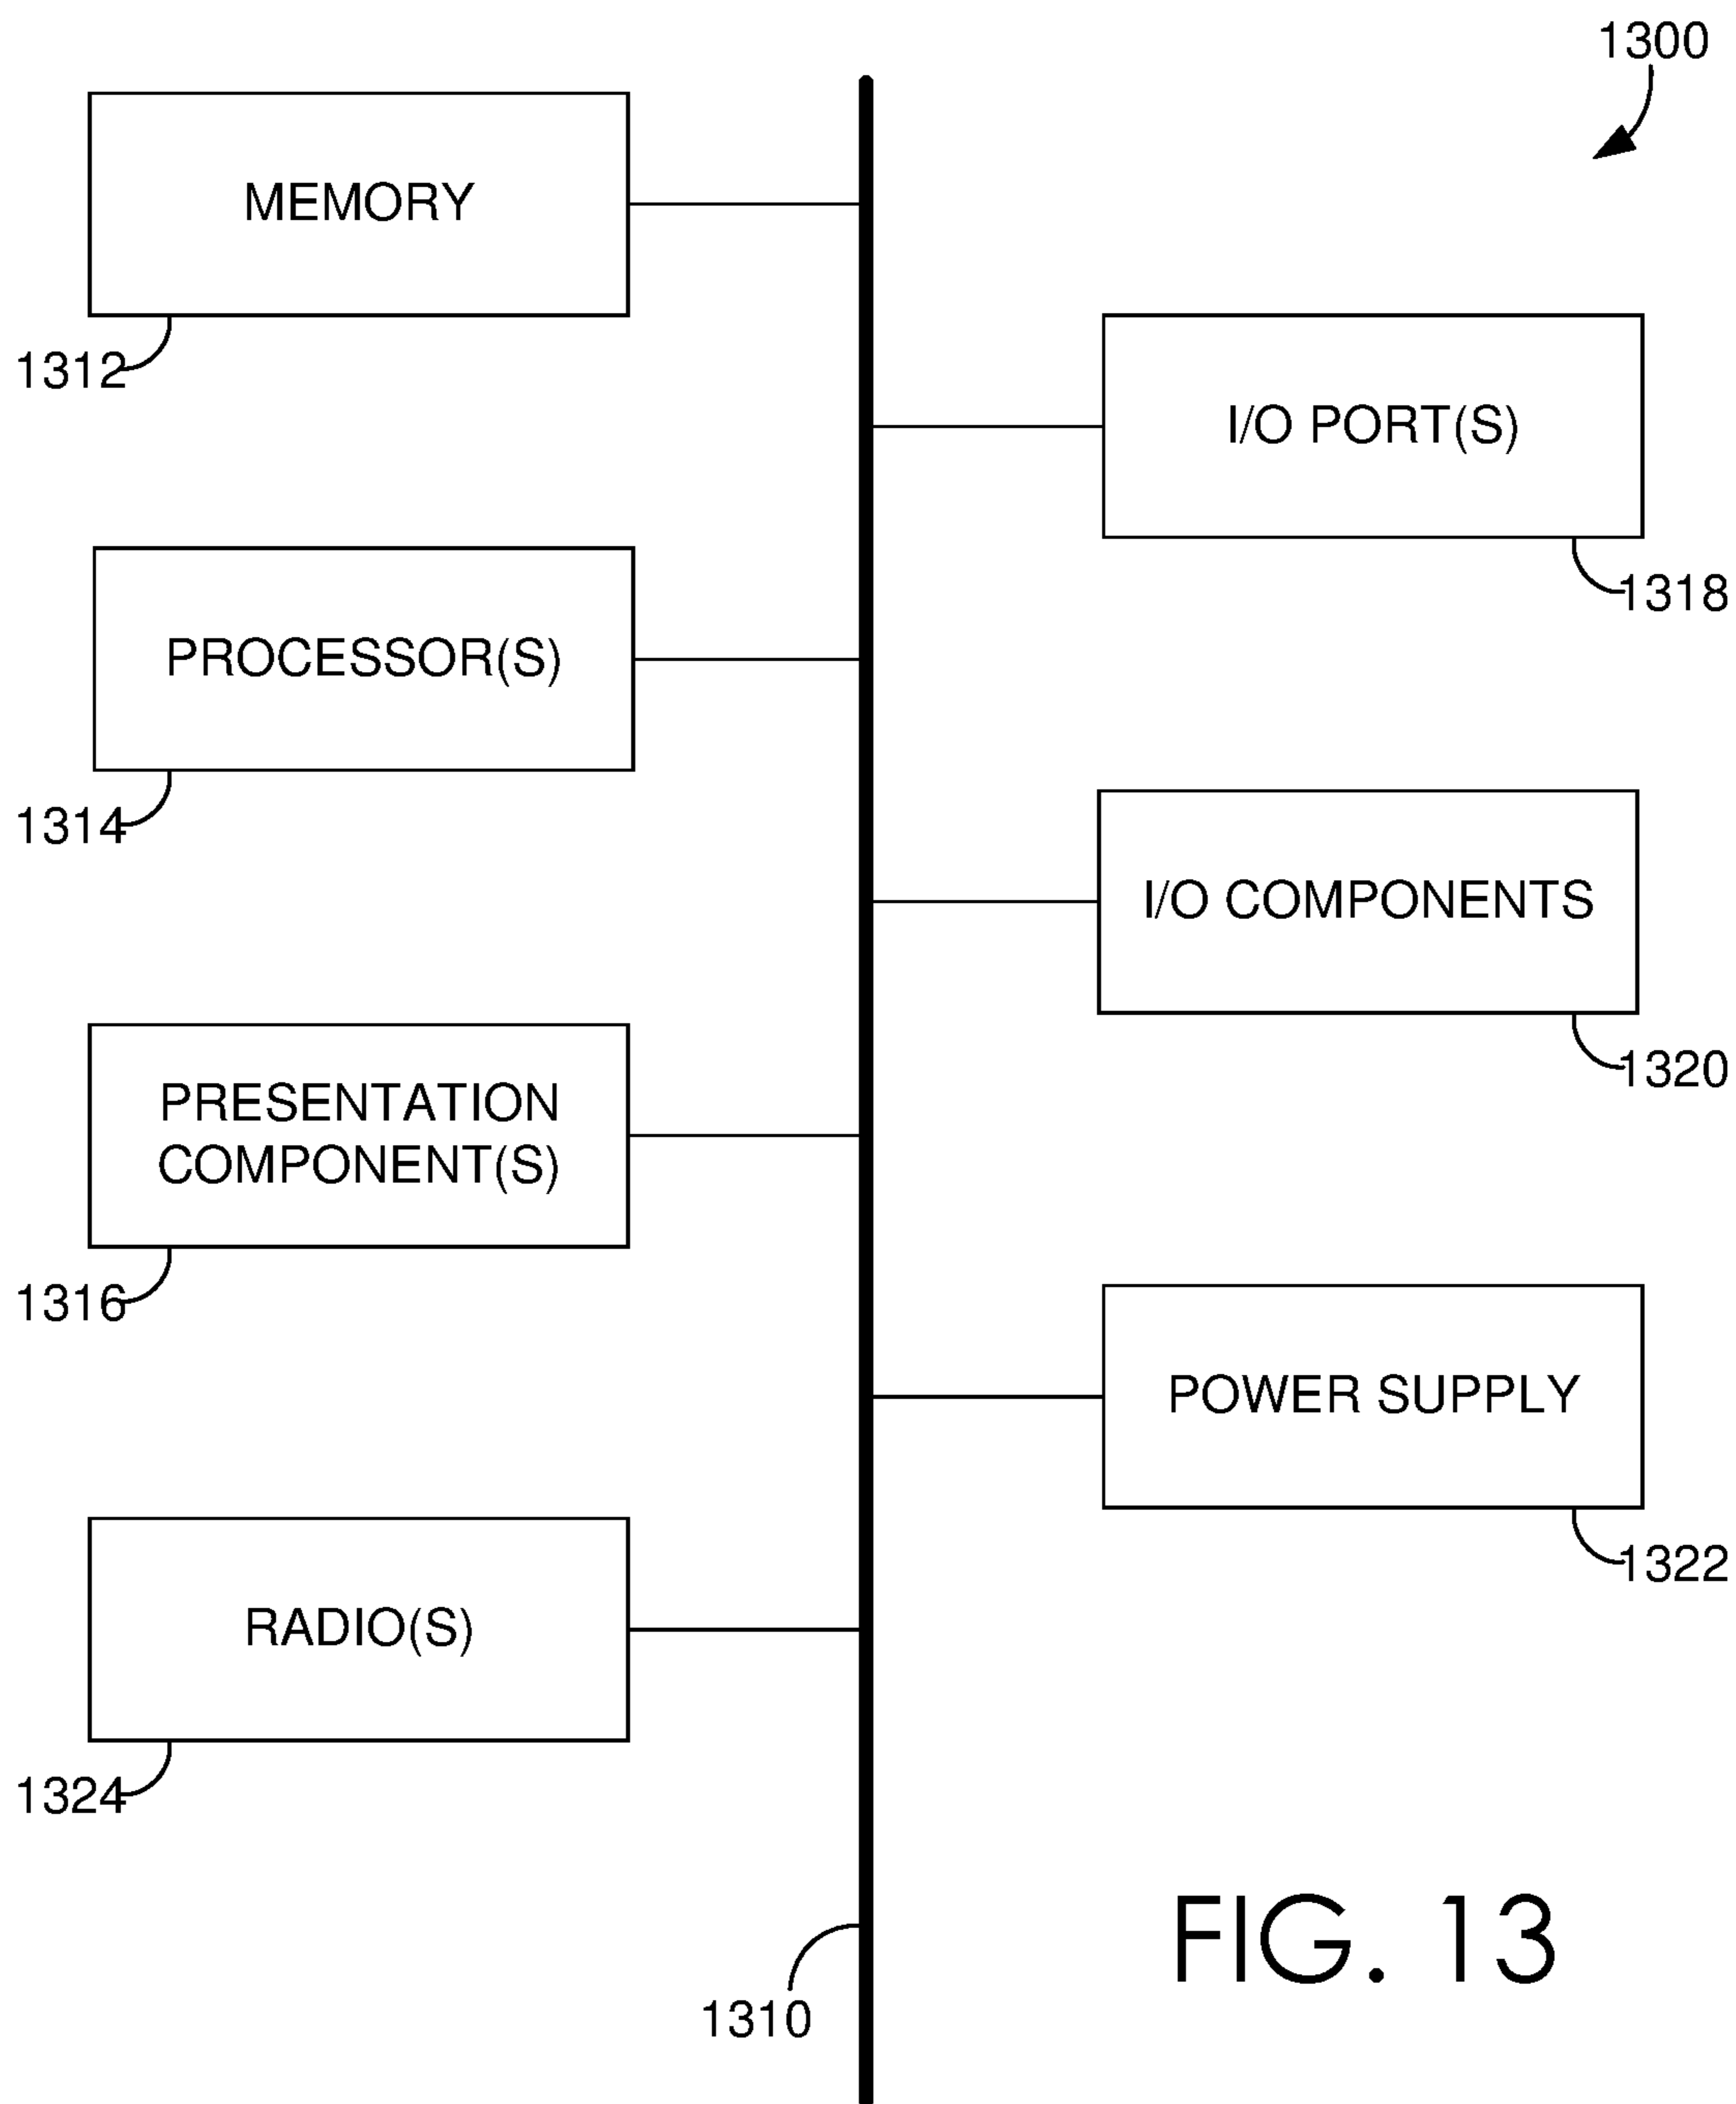 1300
MEMORY
1312
I/O PORT(S)
1318
PROCESSOR(S)
1314
I/O COMPONENTS
1320
PRESENTATION
COMPONENT(S)
1316
POWER SUPPLY
1322
RADIO(S)
1324
1310
FIG. 13